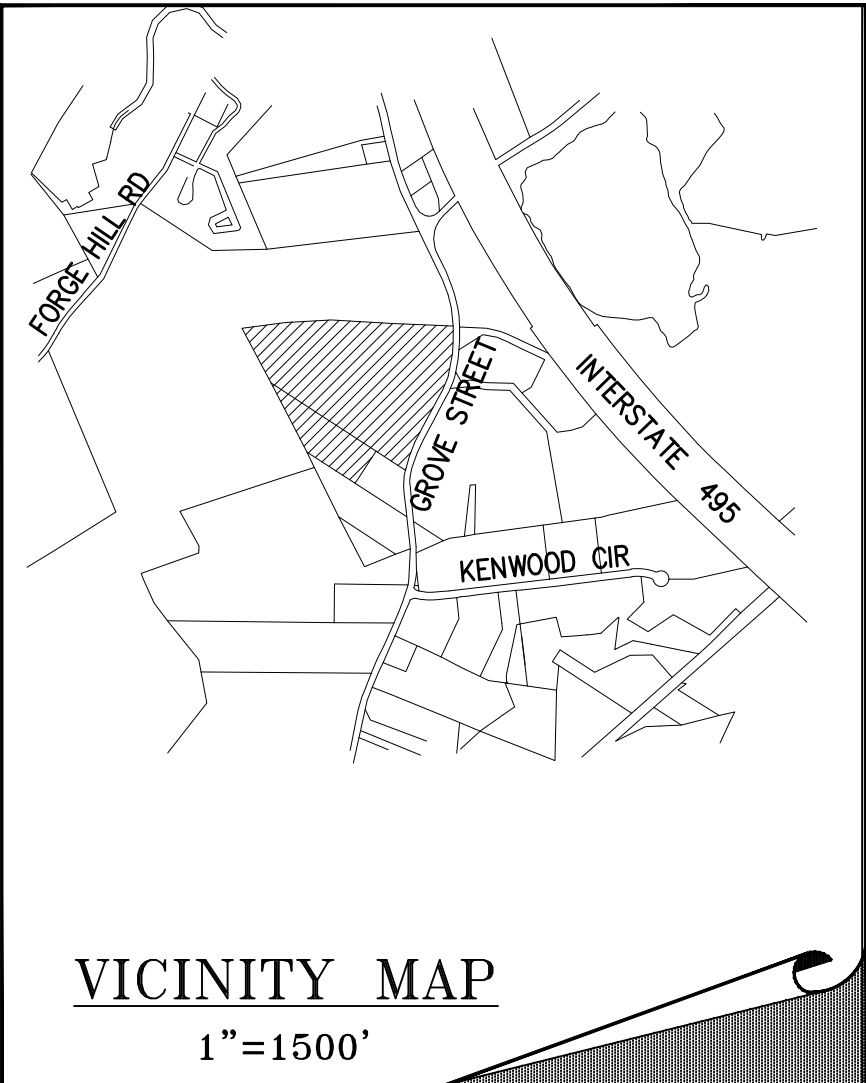 FORGE HILL RD
GROVE STREET
INTERSTATE 495
KENWOOD CIR
VICINITY MAP
1”=1500’